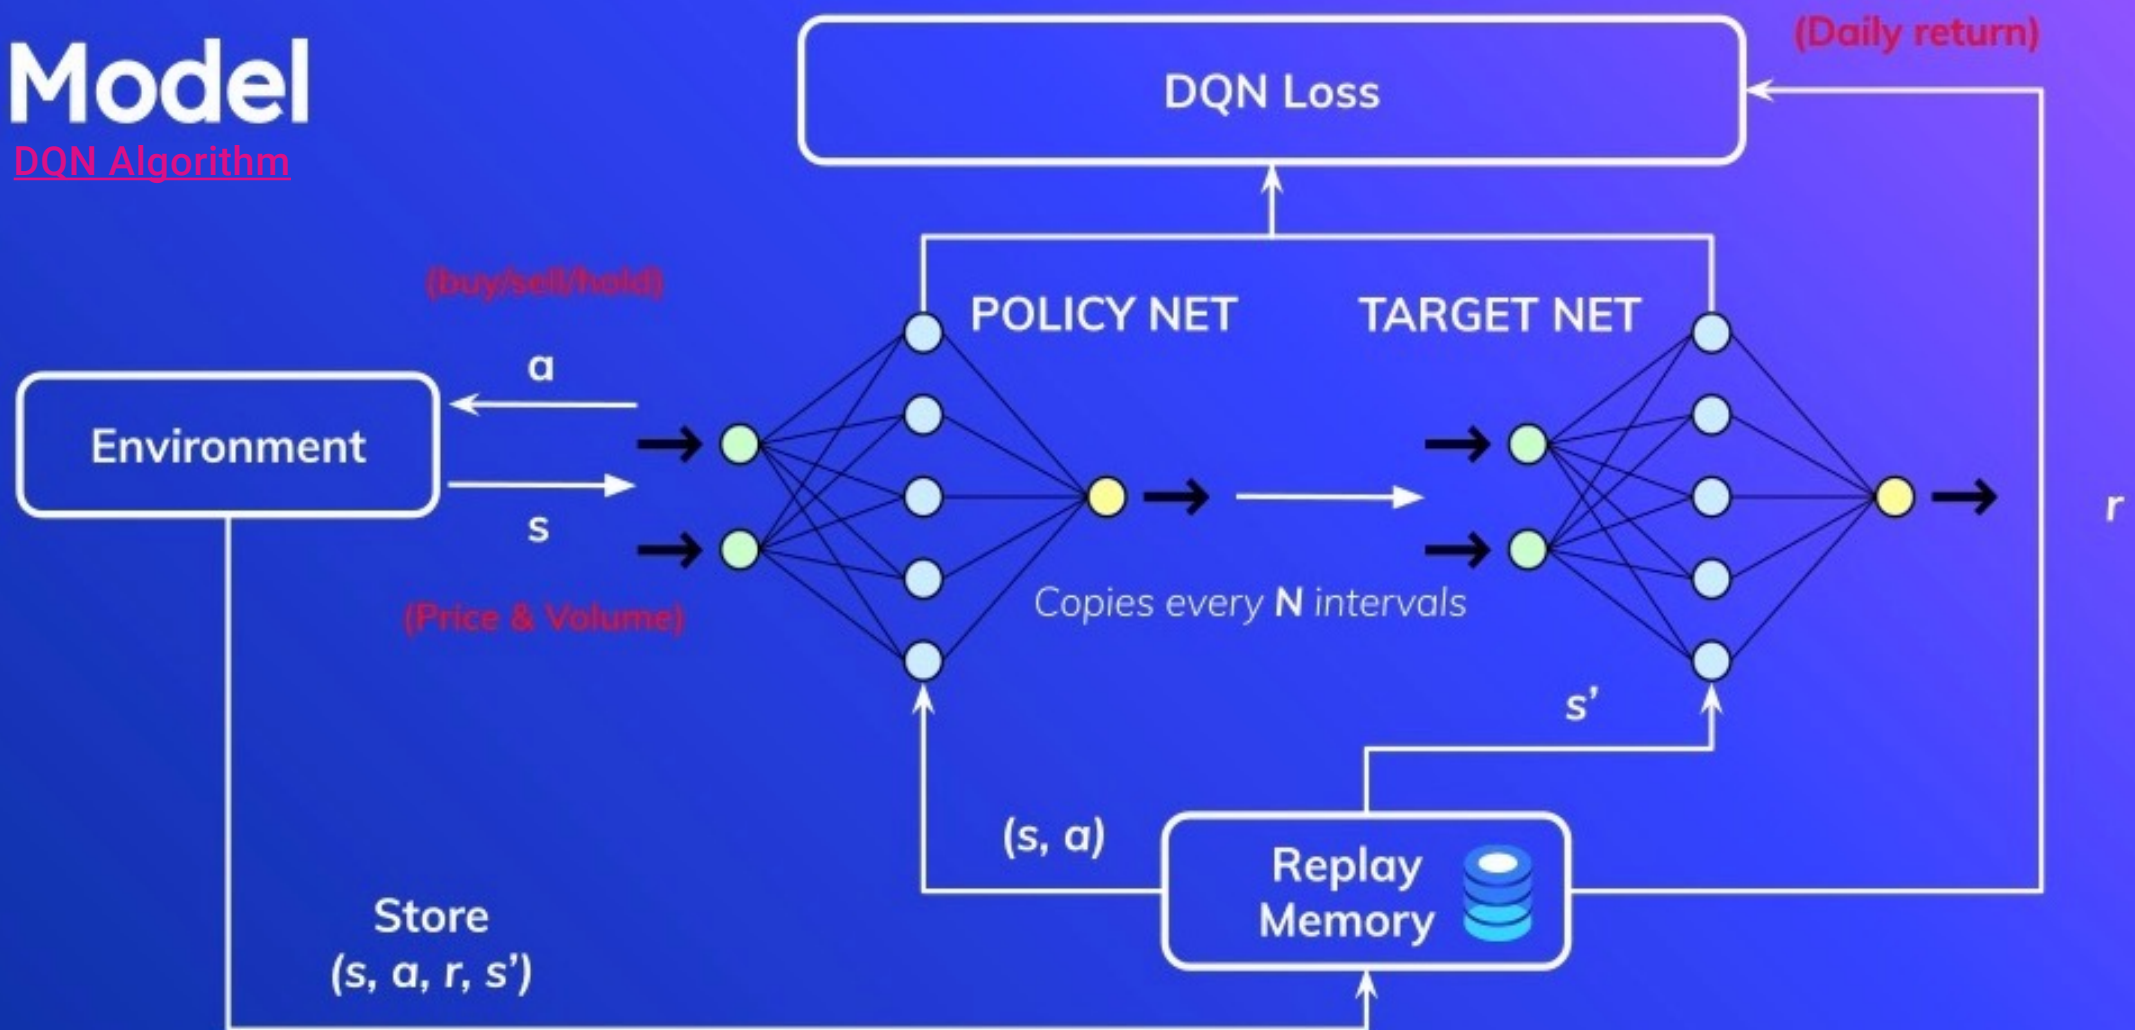 Model
DQN Algorithm
DQN Loss
(Daily return)
(buy/sell/hold)
a
Environment
s
(Price & Volume)
POLICY NET
TARGET NET
Copies every N intervals
r
s’
(s, a)
Replay
Memory
Store
(s, a, r, s’)